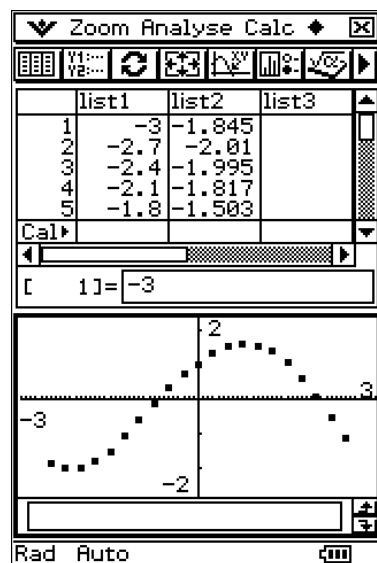 Zoom Analyse Calc
Y1:--- Y2:---
list1 list2 list3
1 -3 -1.845
2 -2.7 -2.01
3 -2.4 -1.995
4 -2.1 -1.817
5 -1.8 -1.503
Cal
[ 1]= -3
2
3
-3
-2
Rad Auto